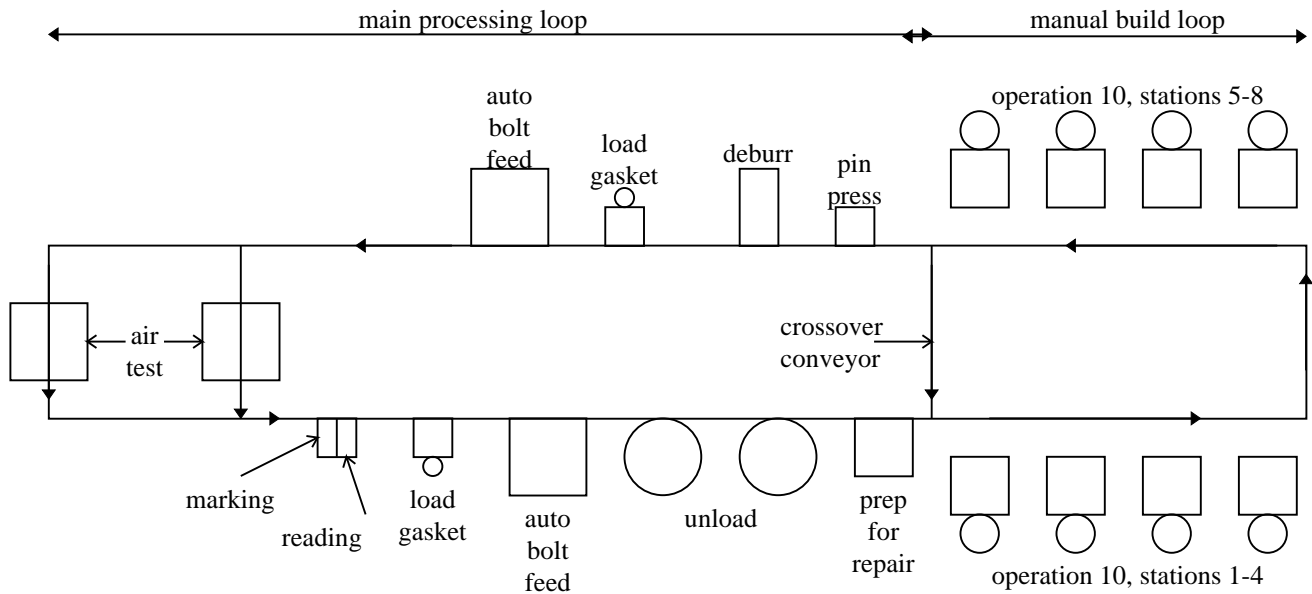 main processing loop
manual build loop
auto
bolt
feed
load
gasket
deburr
pin
press
operation 10, stations 5-8
air
test
crossover
conveyor
marking
reading
load
gasket
auto
bolt
feed
unload
prep
for
repair
operation 10, stations 1-4